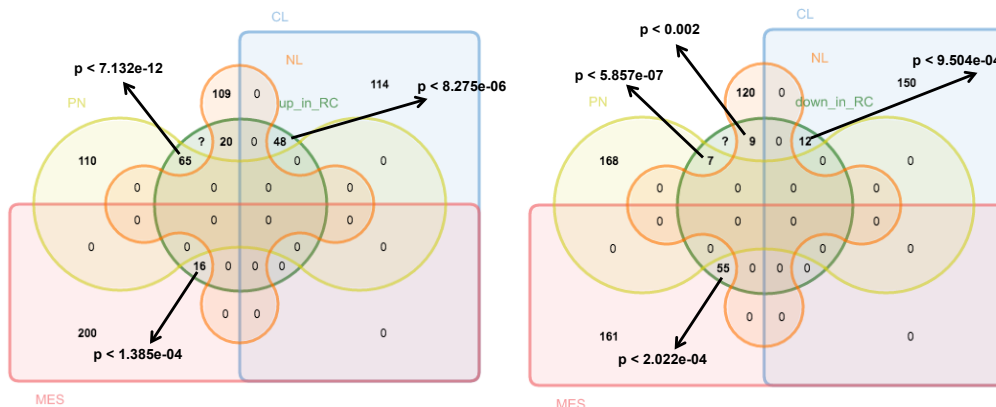 CL
NL
p < 7.132e-12
109 0
114
p < 8.275e-06
up_in_RC
PN
? 20 0 48
110
65
0
0
0 0 0 0
0 0 0 0
0
0
0
0
16 0 0 0
0 0
200
0
p < 1.385e-04
MES
CL
p < 0.002
NL
p < 9.504e-04
p < 5.857e-07
120 0
150
down_in_RC
PN
? 9 0 12
168
7
0
0
0 0 0 0
0 0 0 0
0
0
0
0
55 0 0 0
0 0
161
0
p < 2.022e-04
MES